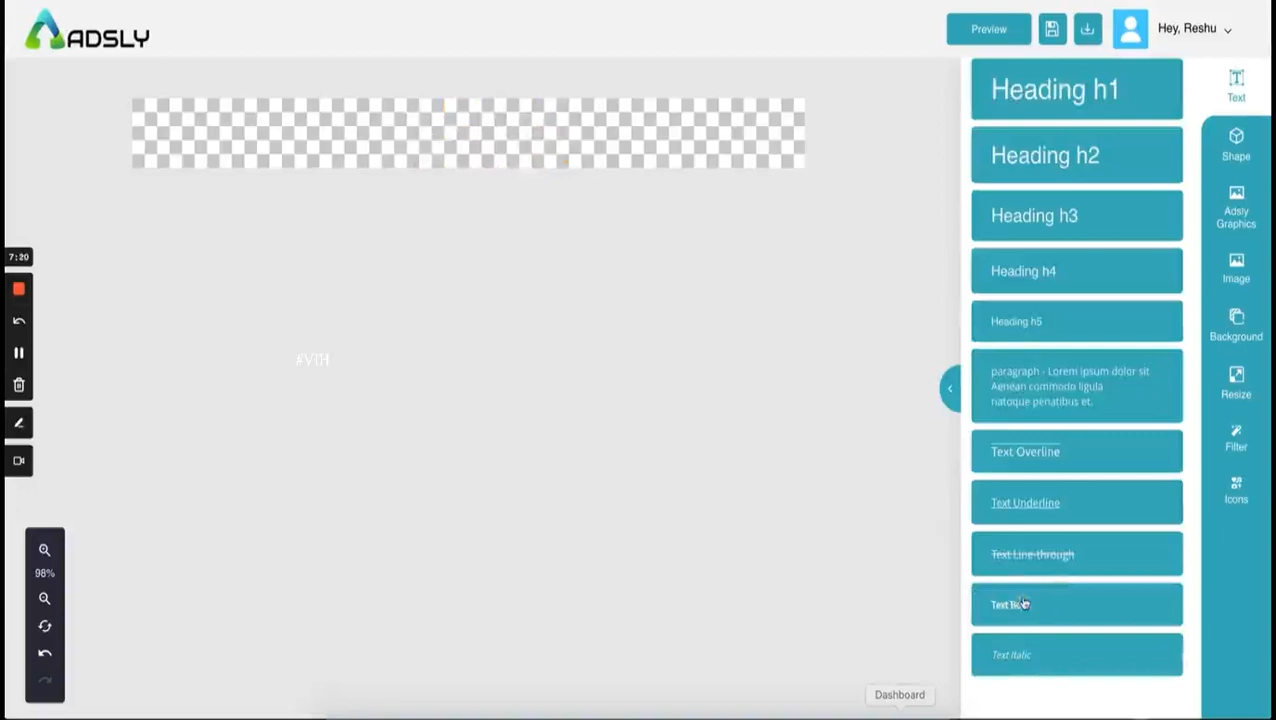 ADSLY
Preview
Hey, Reshu
Heading h1
Text
Heading h2
Shape
Heading h3
Adsly
Graphics
7:20
Heading h4
Image
Heading h5
Background
#VTH
paragraph - Lorem ipsum dolor sit
Aenean commodo ligula
natoque penatibus et.
Resize
Text Overline
Filter
Text Underline
Icons
Text Line-through
98%
Text
Text Italic
Dashboard